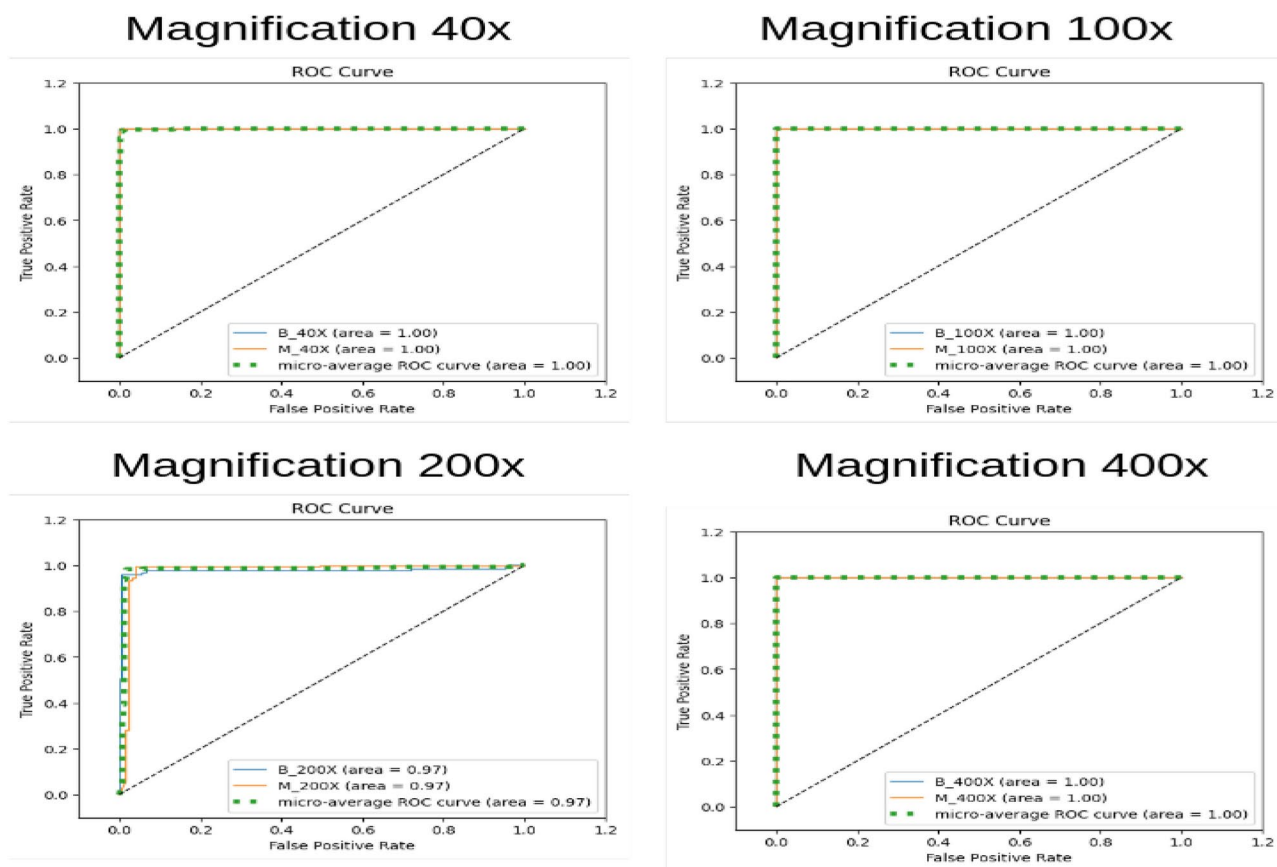 Magnification 40x
ROC Curve
1.2
1.0
0.8
0.6
0.4
0.2
0.0
True Positive Rate
B_40X (area = 1.00)
M_40X (area = 1.00)
micro-average ROC curve (area = 1.00)
0.0 0.2 0.4 0.6 0.8 1.0 1.2
False Positive Rate
Magnification 100x
ROC Curve
1.2
1.0
0.8
0.6
0.4
0.2
0.0
True Positive Rate
B_100X (area = 1.00)
M_100X (area = 1.00)
micro-average ROC curve (area = 1.00)
0.0 0.2 0.4 0.6 0.8 1.0 1.2
False Positive Rate
Magnification 200x
ROC Curve
1.2
1.0
0.8
0.6
0.4
0.2
0.0
True Positive Rate
B_200X (area = 0.97)
M_200X (area = 0.97)
micro-average ROC curve (area = 0.97)
0.0 0.2 0.4 0.6 0.8 1.0 1.2
False Positive Rate
Magnification 400x
ROC Curve
1.2
1.0
0.8
0.6
0.4
0.2
0.0
True Positive Rate
B_400X (area = 1.00)
M_400X (area = 1.00)
micro-average ROC curve (area = 1.00)
0.0 0.2 0.4 0.6 0.8 1.0 1.2
False Positive Rate